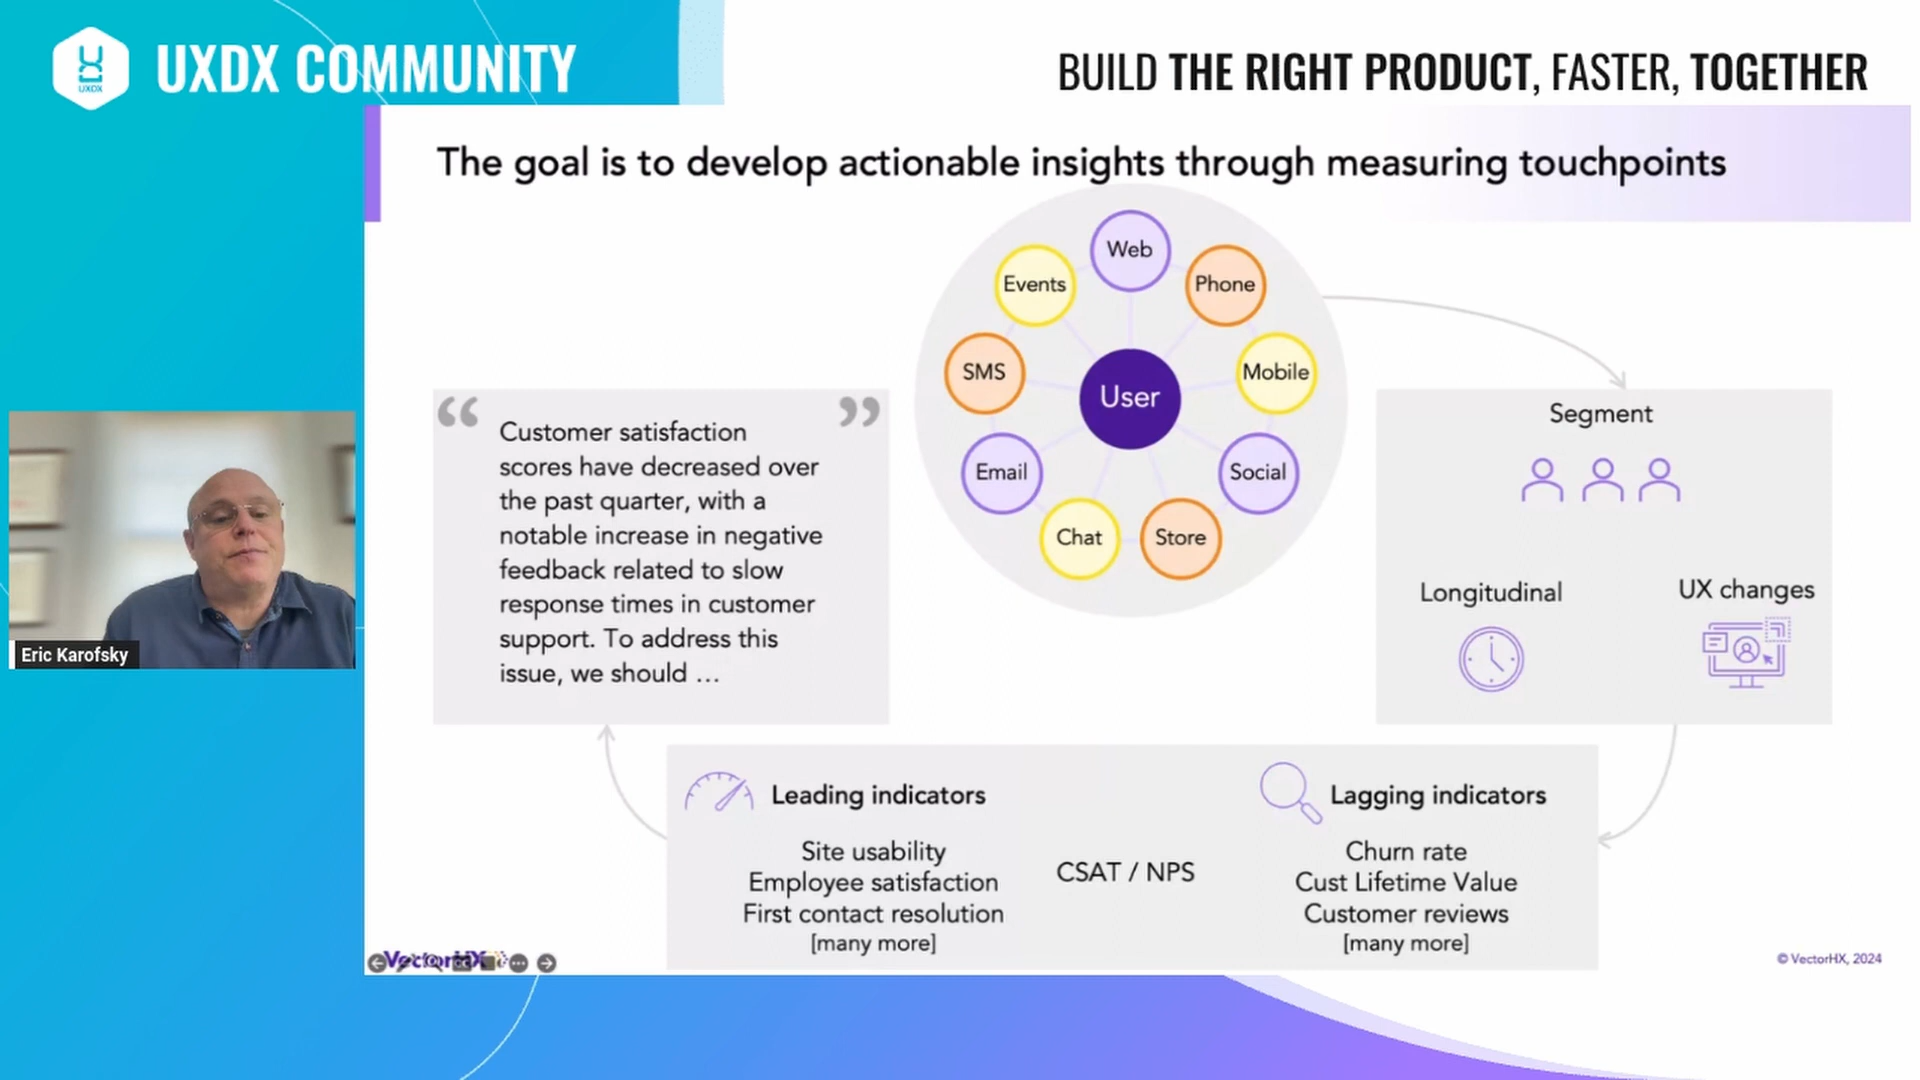 UXDX
UXDX COMMUNITY
BUILD THE RIGHT PRODUCT, FASTER, TOGETHER
The goal is to develop actionable insights through measuring touchpoints
Web
Events
Phone
SMS
Mobile
User
Email
Social
Chat
Store
“ ”
Customer satisfaction
scores have decreased over
the past quarter, with a
notable increase in negative
feedback related to slow
response times in customer
support. To address this
issue, we should …
Segment
Longitudinal
UX changes
Eric Karofsky
Leading indicators
Site usability
Employee satisfaction
First contact resolution
[many more]
CSAT / NPS
Lagging indicators
Churn rate
Cust Lifetime Value
Customer reviews
[many more]
VectorHX
© VectorHX, 2024